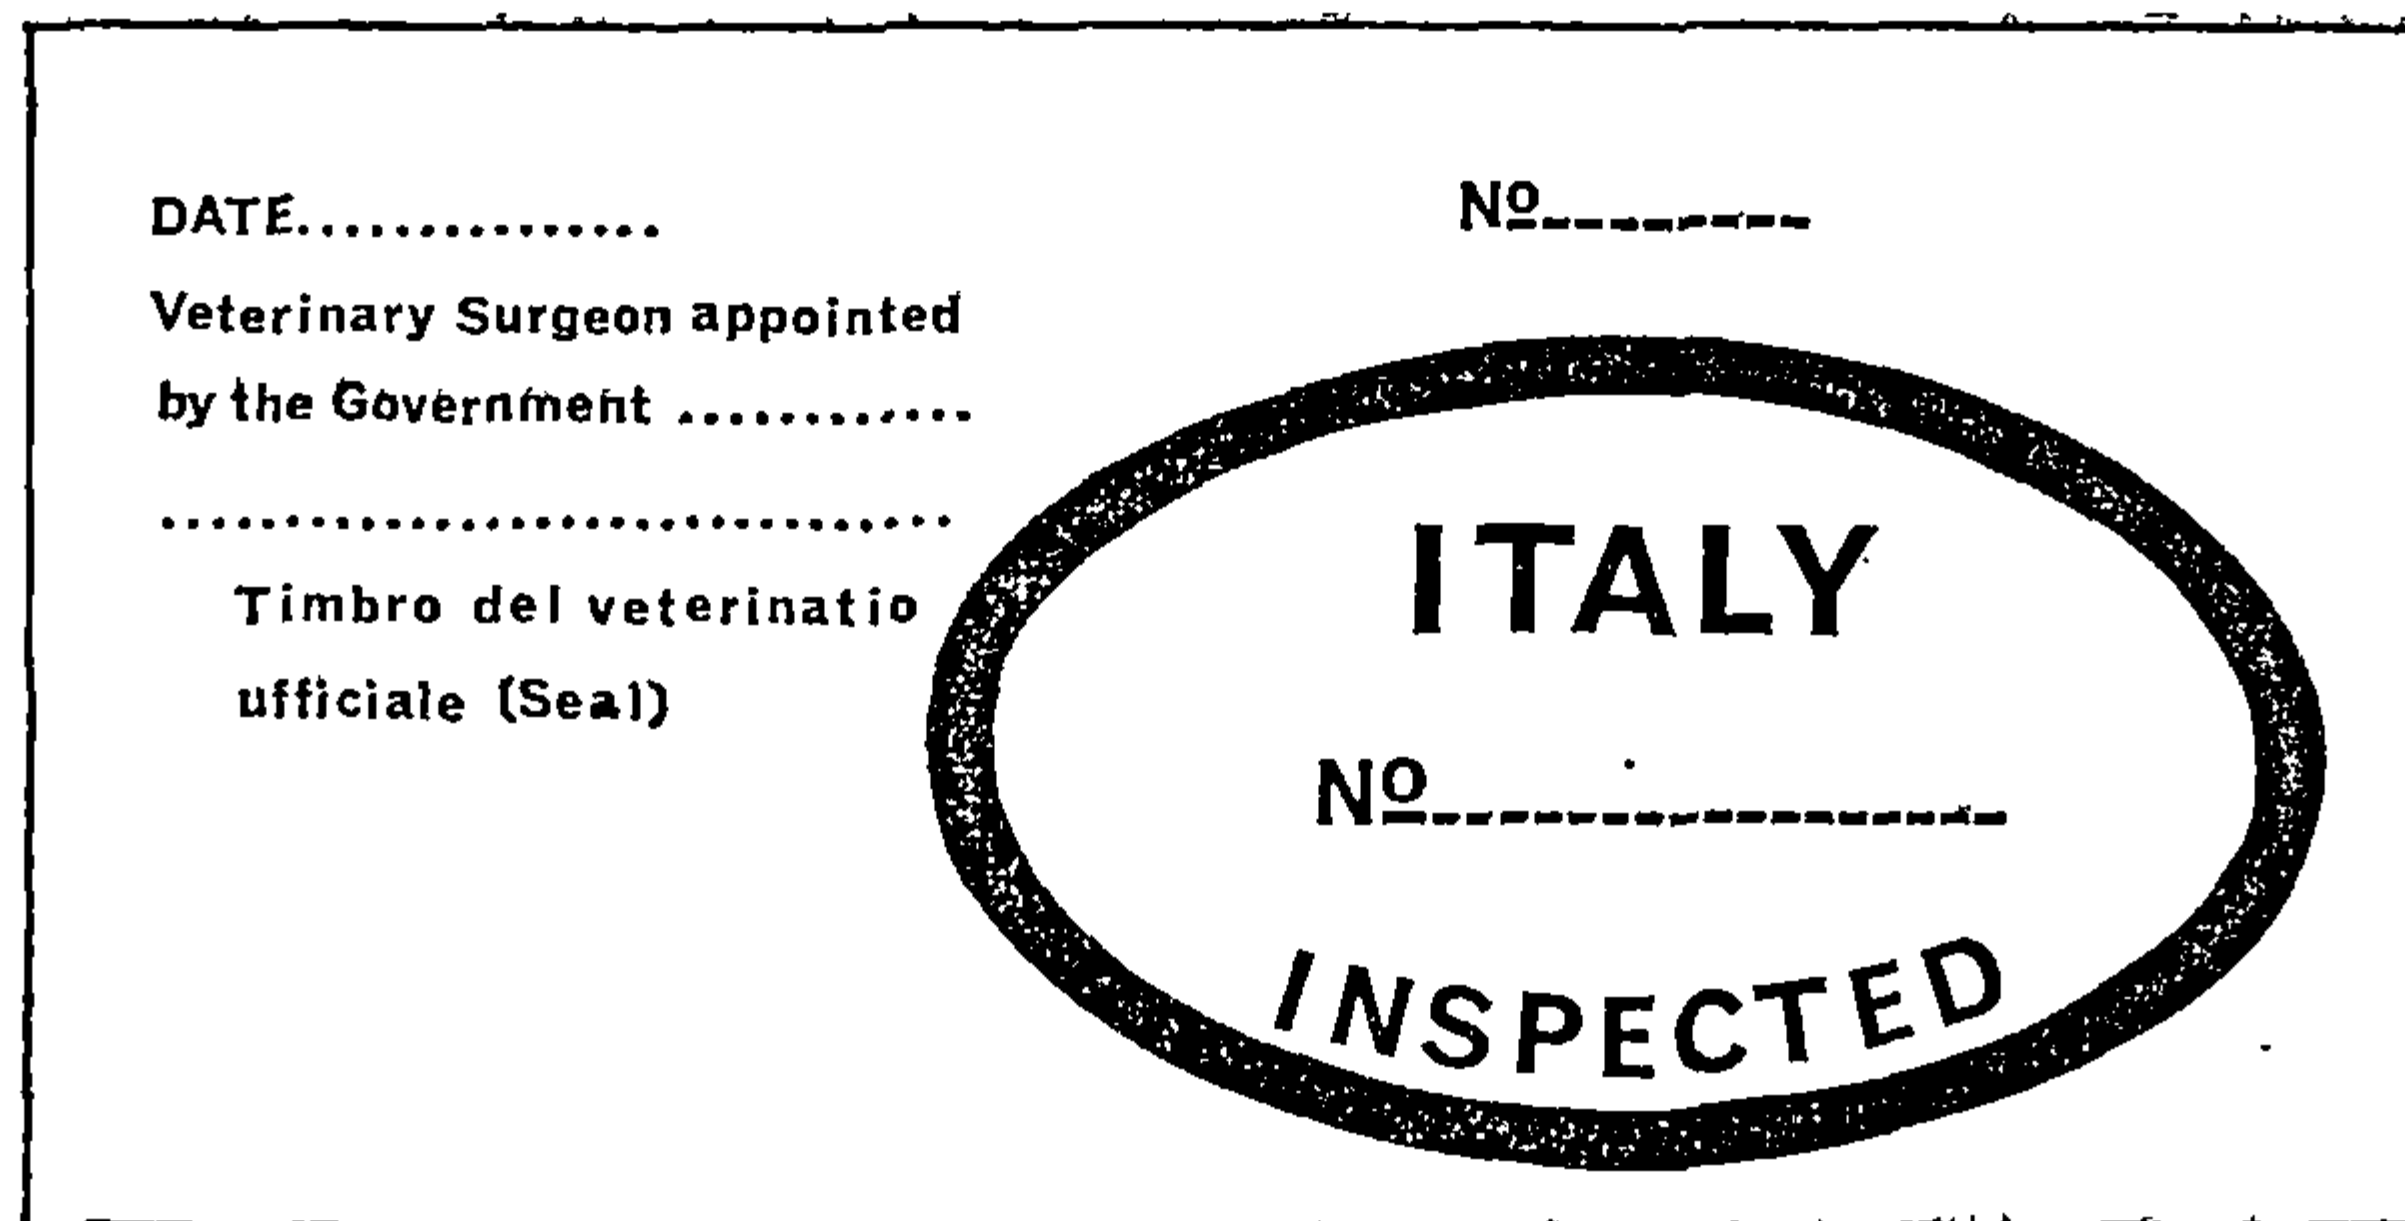 DATE...............
Nº---------
Veterinary Surgeon appointed
by the Government ............
................................
Timbro del veterinatio
ufficiale (Seal)
ITALY
Nº------------------
INSPECTED